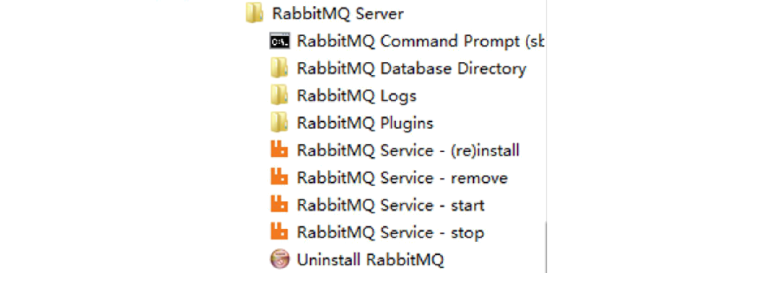 RabbitMQ Server
RabbitMQ Command Prompt (sb
RabbitMQ Database Directory
RabbitMQ Logs
RabbitMQ Plugins
RabbitMQ Service - (re)install
RabbitMQ Service - remove
RabbitMQ Service - start
RabbitMQ Service - stop
Uninstall RabbitMQ